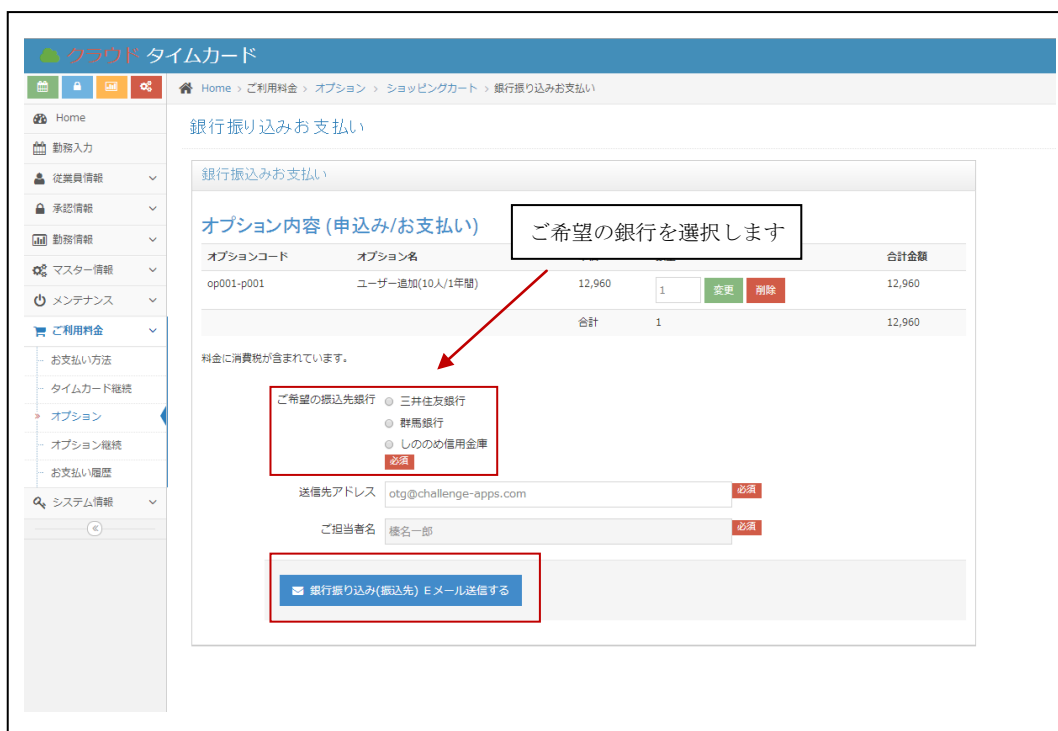 クラウド タイムカード
Home › ご利用料金 › オプション › ショッピングカート › 銀行振り込みお支払い
Home
勤務入力
従業員情報
承認情報
勤務情報
マスター情報
メンテナンス
ご利用料金
お支払い方法
タイムカード継続
オプション
オプション継続
お支払い履歴
システム情報
銀行振り込みお支払い
銀行振込みお支払い
オプション内容 (申込み/お支払い)
ご希望の銀行を選択します
オプションコード オプション名 合計金額
op001-p001 ユーザー追加(10人/1年間) 12,960 1 変更 削除 12,960
合計 1 12,960
料金に消費税が含まれています。
ご希望の振込先銀行 三井住友銀行
群馬銀行
しののめ信用金庫
必須
送信先アドレス otg@challenge-apps.com 必須
ご担当者名 榛名一郎 必須
銀行振り込み(振込先) Eメール送信する